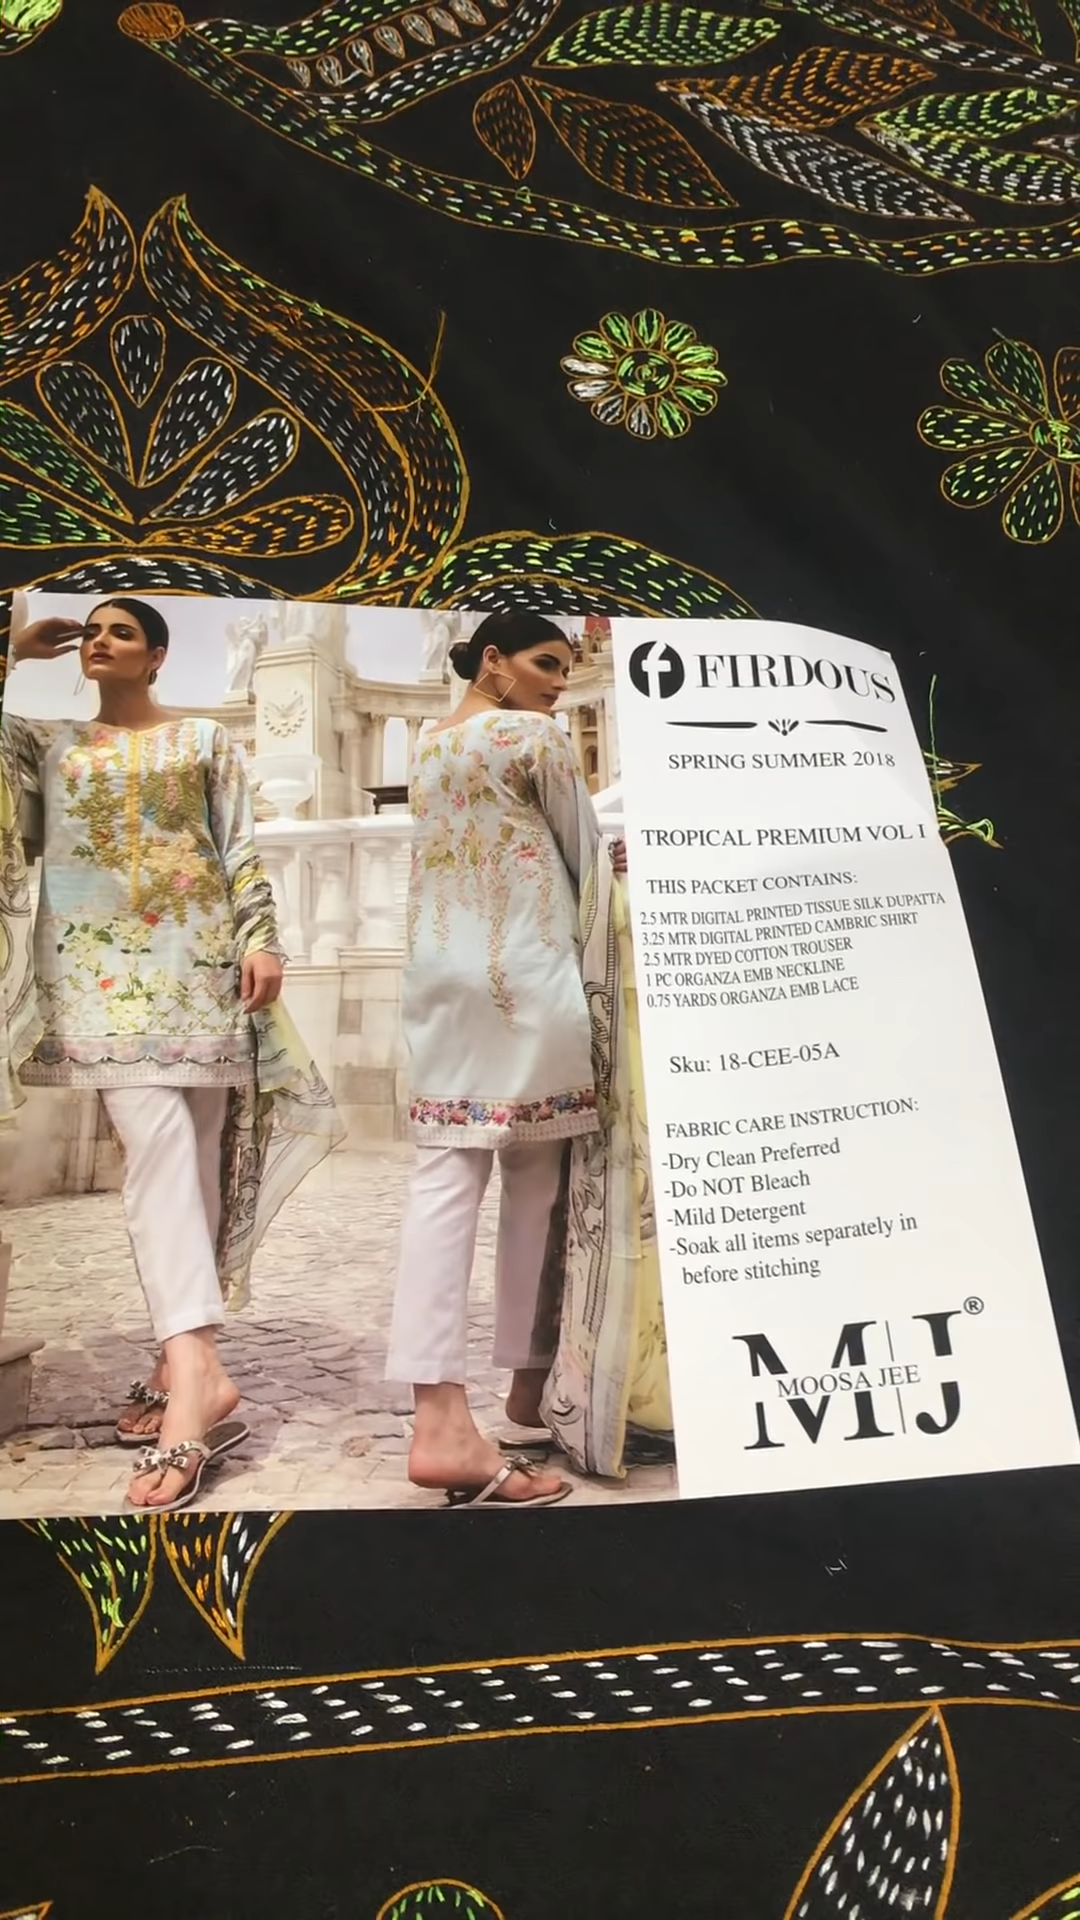 f FIRDOUS
SPRING SUMMER 2018
TROPICAL PREMIUM VOL I
THIS PACKET CONTAINS:
2.5 MTR DIGITAL PRINTED TISSUE SILK DUPATTA
3.25 MTR DIGITAL PRINTED CAMBRIC SHIRT
2.5 MTR DYED COTTON TROUSER
1 PC ORGANZA EMB NECKLINE
0.75 YARDS ORGANZA EMB LACE
Sku: 18-CEE-05A
FABRIC CARE INSTRUCTION:
-Dry Clean Preferred
-Do NOT Bleach
-Mild Detergent
-Soak all items separately in
before stitching
MJ®
MOOSA JEE